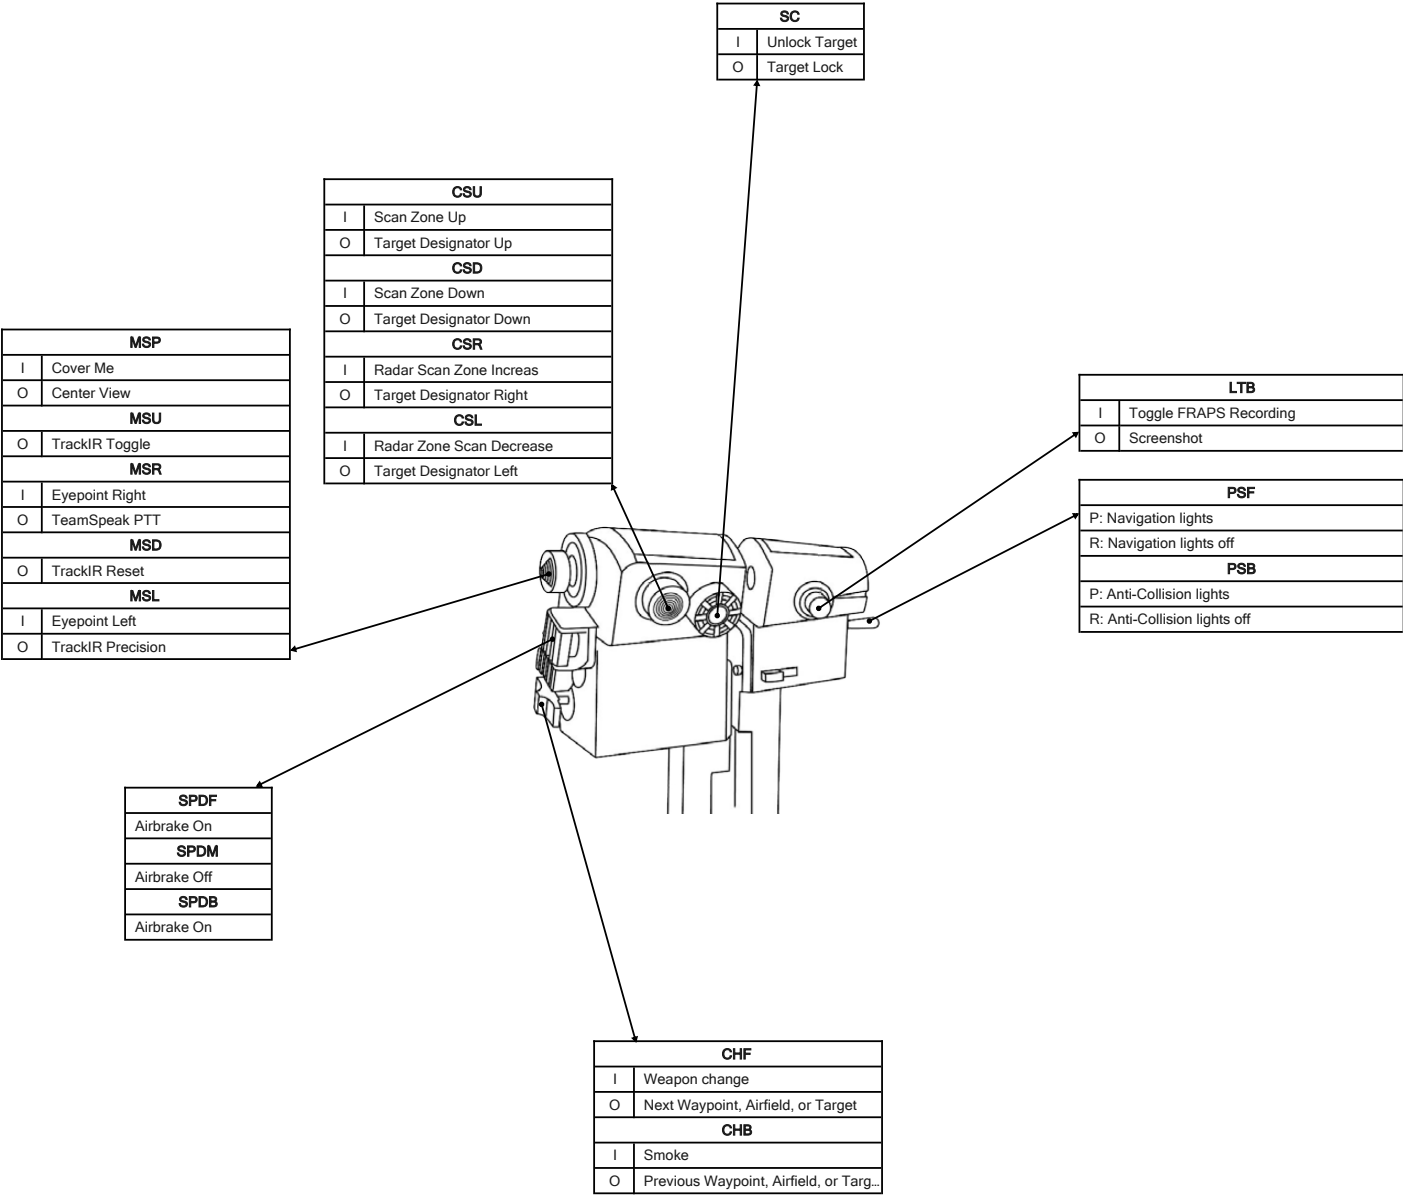 SC
I Unlock Target
O Target Lock
CSU
I Scan Zone Up
O Target Designator Up
CSD
I Scan Zone Down
O Target Designator Down
CSR
I Radar Scan Zone Increas
O Target Designator Right
CSL
I Radar Zone Scan Decrease
O Target Designator Left
MSP
I Cover Me
O Center View
MSU
O TrackIR Toggle
MSR
I Eyepoint Right
O TeamSpeak PTT
MSD
O TrackIR Reset
MSL
I Eyepoint Left
O TrackIR Precision
LTB
I Toggle FRAPS Recording
O Screenshot
PSF
P: Navigation lights
R: Navigation lights off
PSB
P: Anti-Collision lights
R: Anti-Collision lights off
SPDF
Airbrake On
SPDM
Airbrake Off
SPDB
Airbrake On
CHF
I Weapon change
O Next Waypoint, Airfield, or Target
CHB
I Smoke
O Previous Waypoint, Airfield, or Targ...